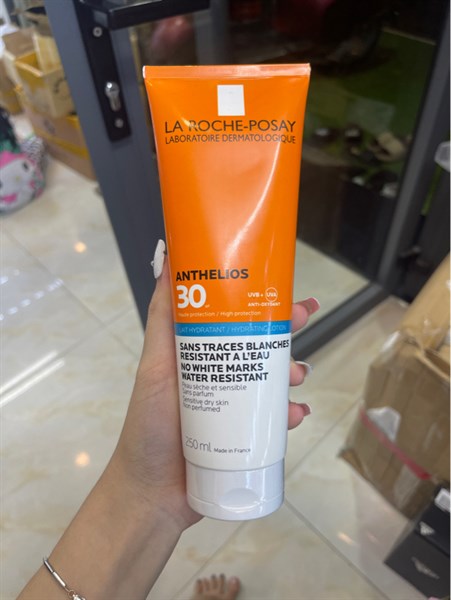 LA ROCHE-POSAY
LABORATOIRE DERMATOLOGIQUE
ANTHELIOS
30
UVB + UVA
ANTI-OXYDANT
Haute protection / High protection
LAIT HYDRATANT / HYDRATING LOTION
SANS TRACES BLANCHES
RESISTANT A L'EAU
NO WHITE MARKS
WATER RESISTANT
Peau sèche et sensible
Sans parfum
Sensitive dry skin
Non perfumed
250 ml Made in France